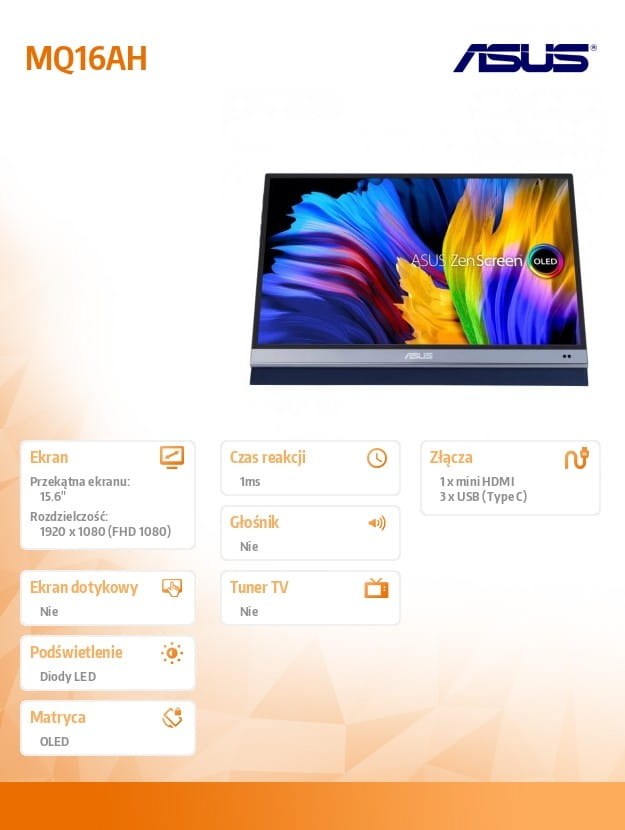 MQ16AH
ASUS®
ASUS ZenScreen
OLED
ASUS
Ekran
Przekątna ekranu:
15.6"
Rozdzielczość:
1920 x 1080 (FHD 1080)
Ekran dotykowy
Nie
Podświetlenie
Diody LED
Matryca
OLED
Czas reakcji
1ms
Głośnik
Nie
Tuner TV
Nie
Złącza
1 x mini HDMI
3 x USB (Type C)